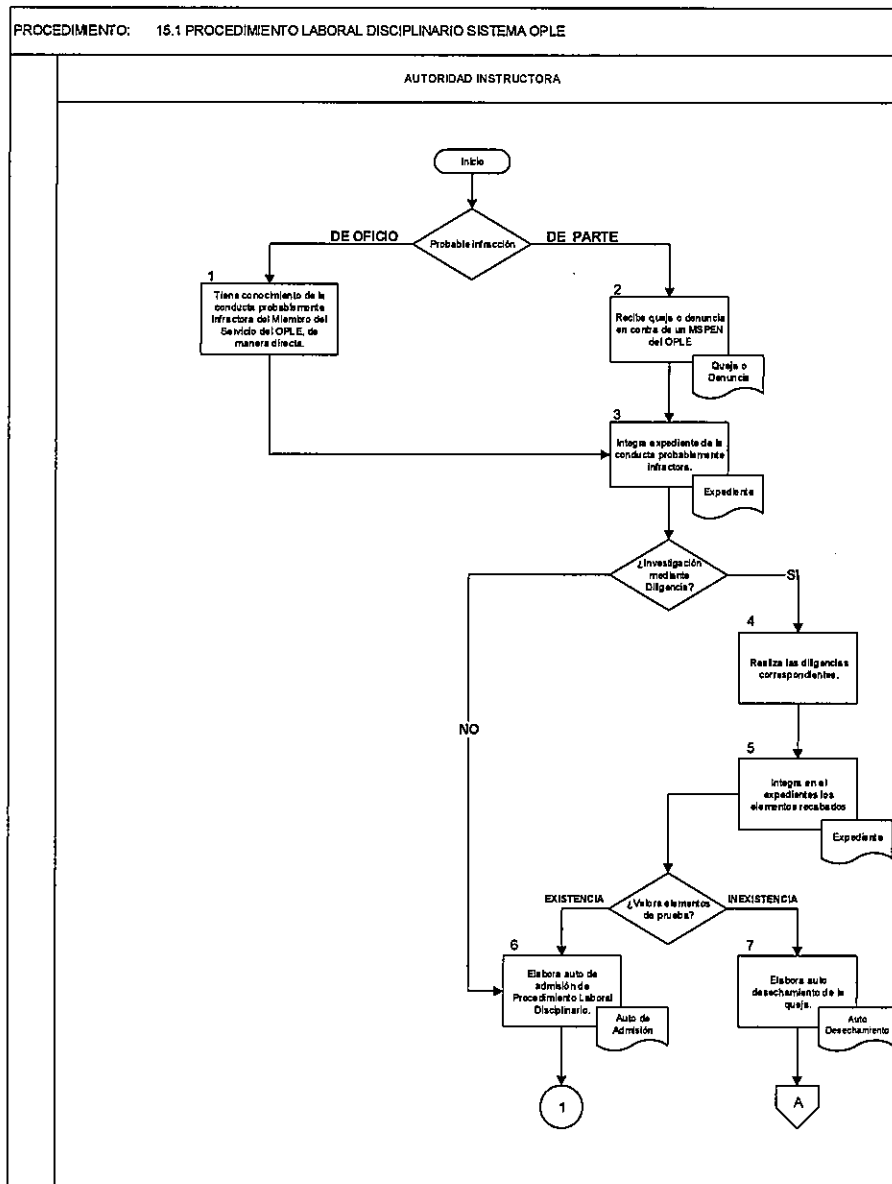 PROCEDIMIENTO: 15.1 PROCEDIMIENTO LABORAL DISCIPLINARIO SISTEMA OPLE
AUTORIDAD INSTRUCTORA
Inicio
DE OFICIO
Probable infracción
DE PARTE
1
Tiene conocimiento de la
conducta probablemente
infractora del Miembro del
Servicio del OPLE, de
manera directa.
2
Recibe queja o denuncia
en contra de un MSPEN
del OPLE
Queja o
Denuncia
3
Integra expediente de la
conducta probablemente
infractora.
Expediente
¿Investigación
mediante
Diligencia?
SI
NO
4
Realiza las diligencias
correspondientes.
5
Integra en el
expedientes los
elementos recabados
Expediente
EXISTENCIA
¿Valora elementos
de prueba?
INEXISTENCIA
6
Elabora auto de
admisión de
Procedimiento Laboral
Disciplinario.
Auto de
Admisión
7
Elabora auto
desechamiento de la
queja.
Auto
Desechamiento
1
A